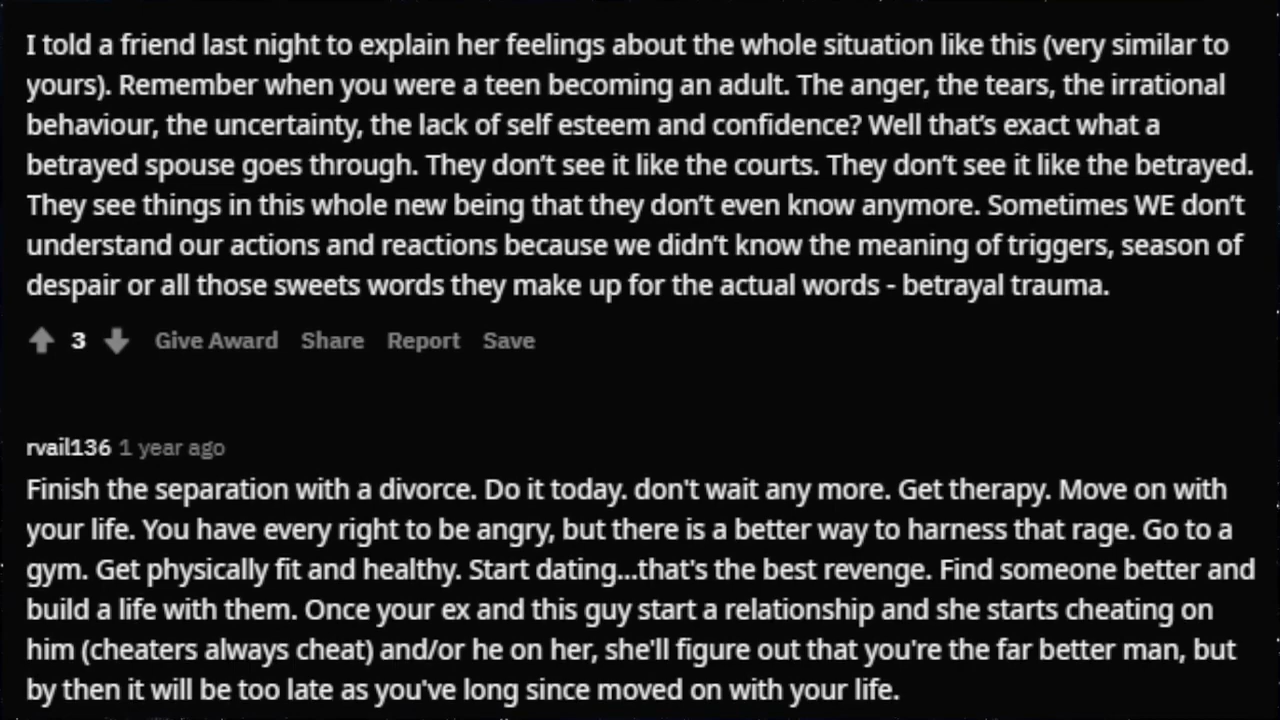 I told a friend last night to explain her feelings about the whole situation like this (very similar to
yours). Remember when you were a teen becoming an adult. The anger, the tears, the irrational
behaviour, the uncertainty, the lack of self esteem and confidence? Well that’s exact what a
betrayed spouse goes through. They don’t see it like the courts. They don’t see it like the betrayed.
They see things in this whole new being that they don’t even know anymore. Sometimes WE don’t
understand our actions and reactions because we didn’t know the meaning of triggers, season of
despair or all those sweets words they make up for the actual words - betrayal trauma.
3 Give Award Share Report Save
rvail136 1 year ago
Finish the separation with a divorce. Do it today. don't wait any more. Get therapy. Move on with
your life. You have every right to be angry, but there is a better way to harness that rage. Go to a
gym. Get physically fit and healthy. Start dating...that's the best revenge. Find someone better and
build a life with them. Once your ex and this guy start a relationship and she starts cheating on
him (cheaters always cheat) and/or he on her, she'll figure out that you're the far better man, but
by then it will be too late as you've long since moved on with your life.